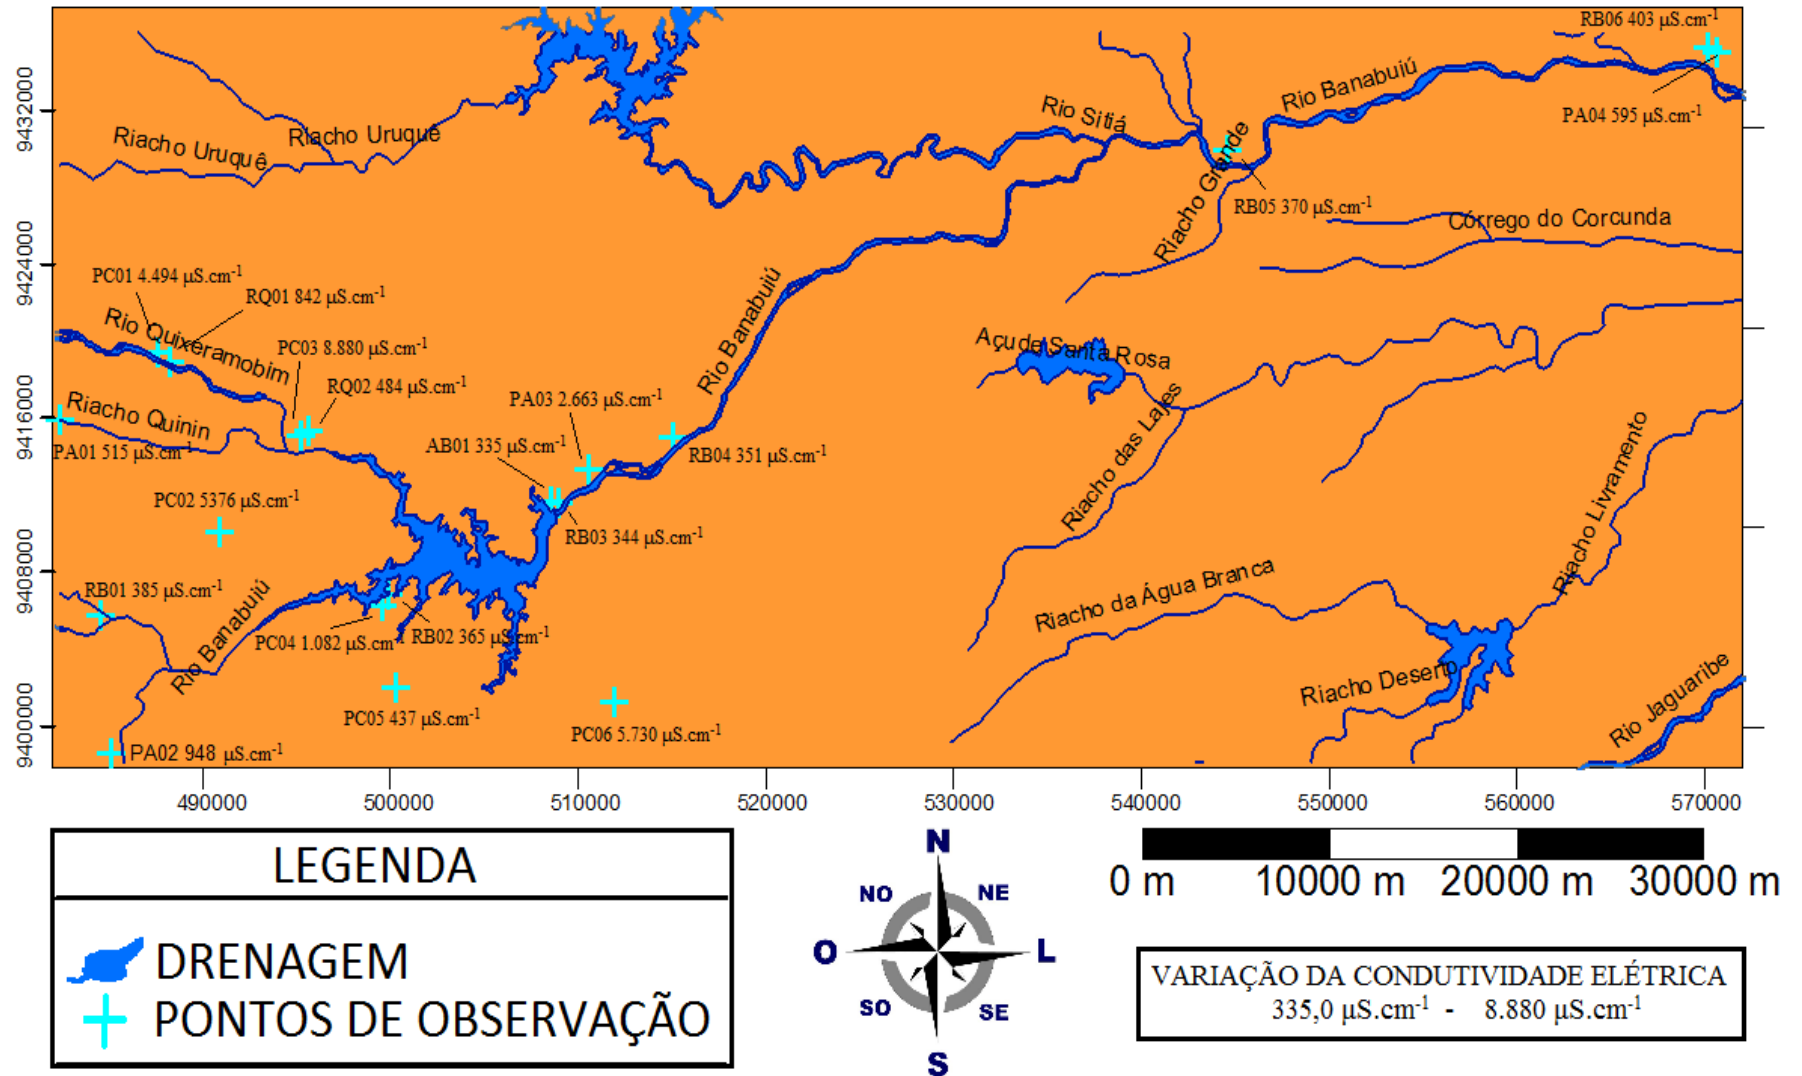 RB06 403 µS.cm-1
9432000
Rio Banabuiú
Rio Sitiá
PA04 595 µS.cm-1
Riacho Uruquê
Riacho Uruquê
Riacho Grande
RB05 370 µS.cm-1
Córrego do Corcunda
9424000
PC01 4.494 µS.cm-1
RQ01 842 µS.cm-1
Rio Quixeramobim
PC03 8.880 µS.cm-1
Rio Banabuiú
Açude Santa Rosa
RQ02 484 µS.cm-1
9416000
Riacho Quinin
PA03 2.663 µS.cm-1
PA01 515 µS.cm-1
AB01 335 µS.cm-1
RB04 351 µS.cm-1
Riacho das Lajes
Riacho Livramento
PC02 5376 µS.cm-1
RB03 344 µS.cm-1
9408000
RB01 385 µS.cm-1
Rio Banabuiú
Riacho da Água Branca
PC04 1.082 µS.cm-1
RB02 365 µS.cm-1
Riacho Deserto
Rio Jaguaribe
PC05 437 µS.cm-1
PC06 5.730 µS.cm-1
9400000
PA02 948 µS.cm-1
490000 500000 510000 520000 530000 540000 550000 560000 570000
LEGENDA
DRENAGEM
PONTOS DE OBSERVAÇÃO
N
NO NE
O L
SO SE
S
0 m 10000 m 20000 m 30000 m
VARIAÇÃO DA CONDUTIVIDADE ELÉTRICA
335,0 µS.cm-1 - 8.880 µS.cm-1